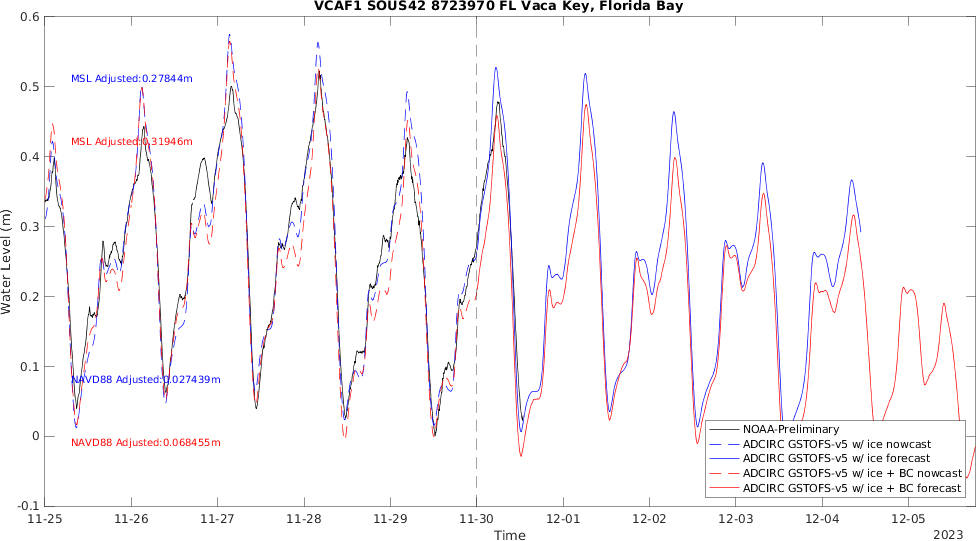 VCAF1 SOUS42 8723970 FL Vaca Key, Florida Bay
0.6
0.5
0.4
0.3
0.2
0.1
0
-0.1
Water Level (m)
MSL Adjusted:0.27844m
MSL Adjusted:0.31946m
NAVD88 Adjusted:0.027439m
NAVD88 Adjusted:0.068455m
NOAA-Preliminary
ADCIRC GSTOFS-v5 w/ ice nowcast
ADCIRC GSTOFS-v5 w/ ice forecast
ADCIRC GSTOFS-v5 w/ ice + BC nowcast
ADCIRC GSTOFS-v5 w/ ice + BC forecast
11-25 11-26 11-27 11-28 11-29 11-30 12-01 12-02 12-03 12-04 12-05
Time
2023